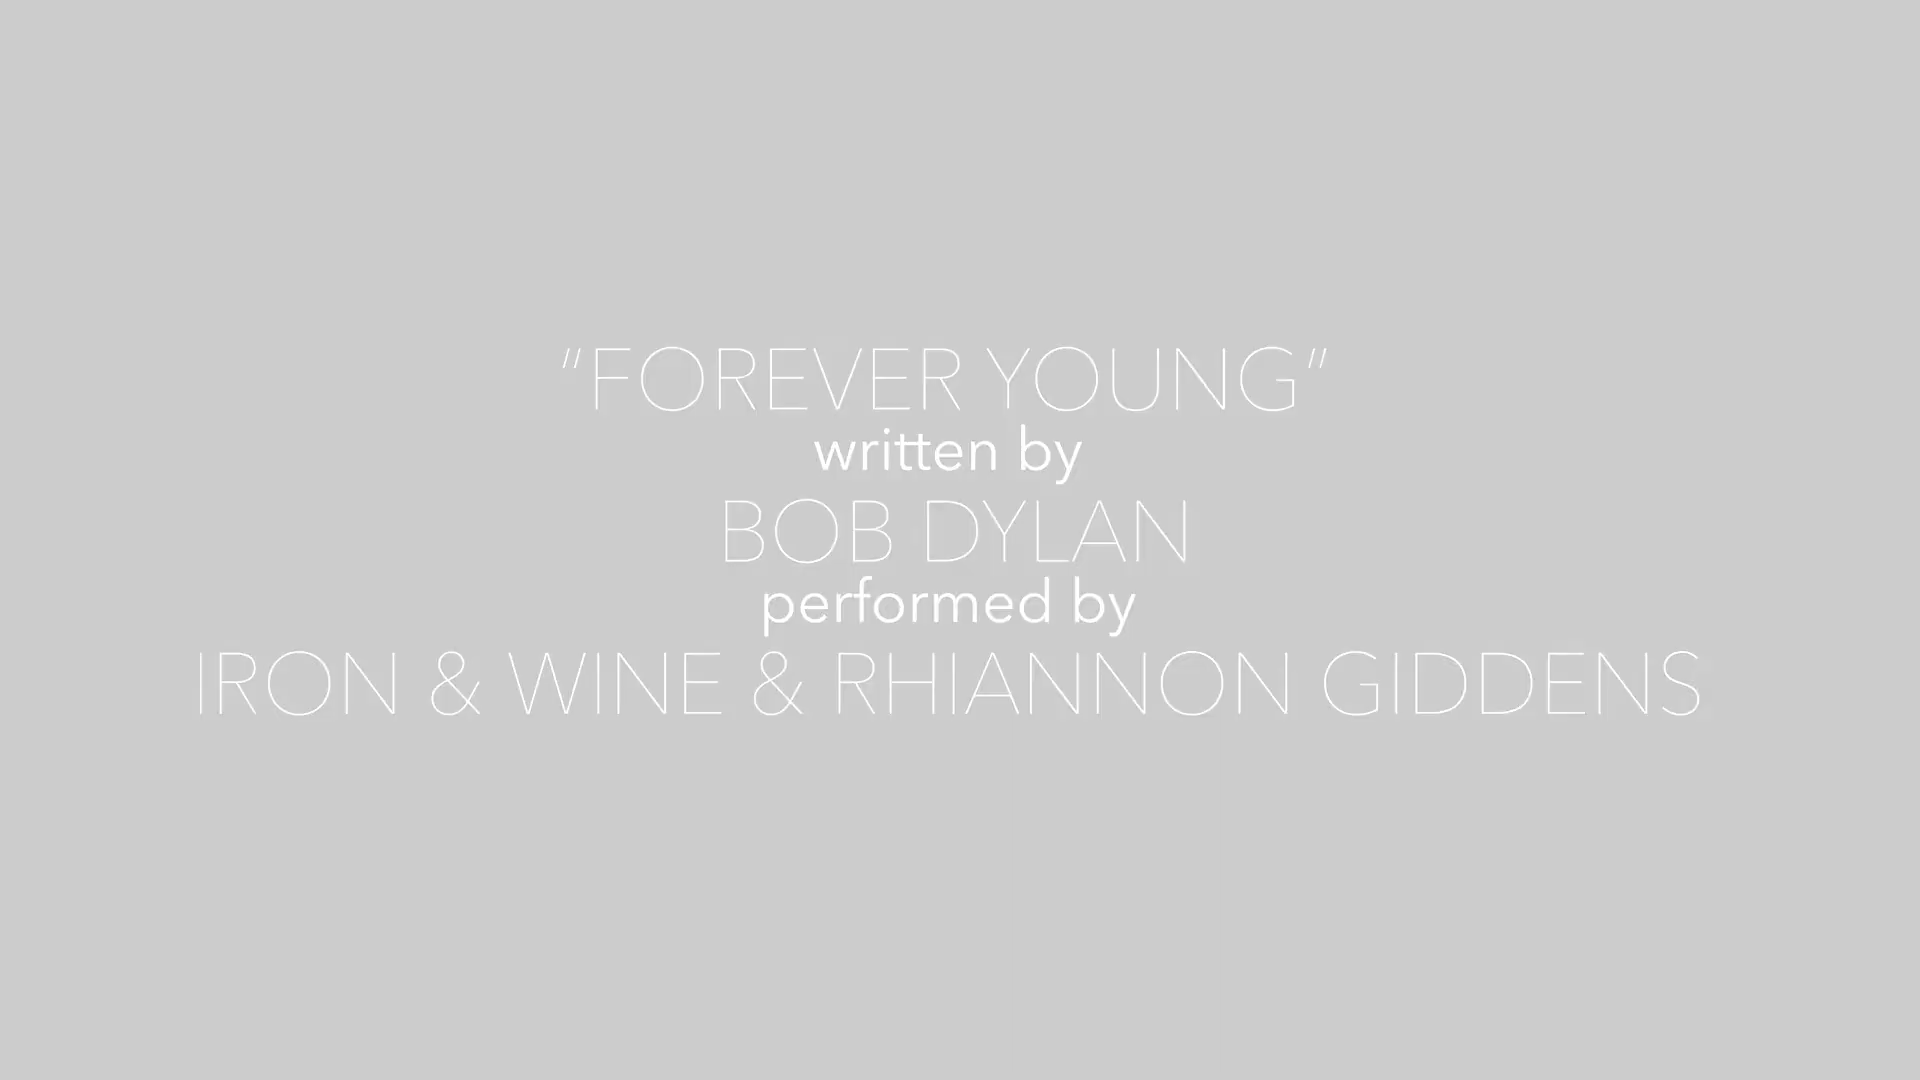 “FOREVER YOUNG”
written by
BOB DYLAN
performed by
IRON & WINE & RHIANNON GIDDENS